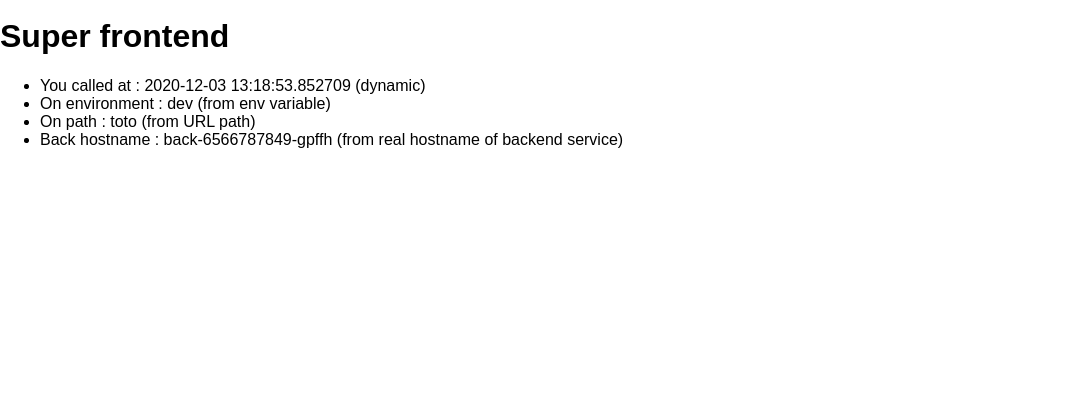 Super frontend
You called at : 2020-12-03 13:18:53.852709 (dynamic)
On environment : dev (from env variable)
On path : toto (from URL path)
Back hostname : back-6566787849-gpffh (from real hostname of backend service)